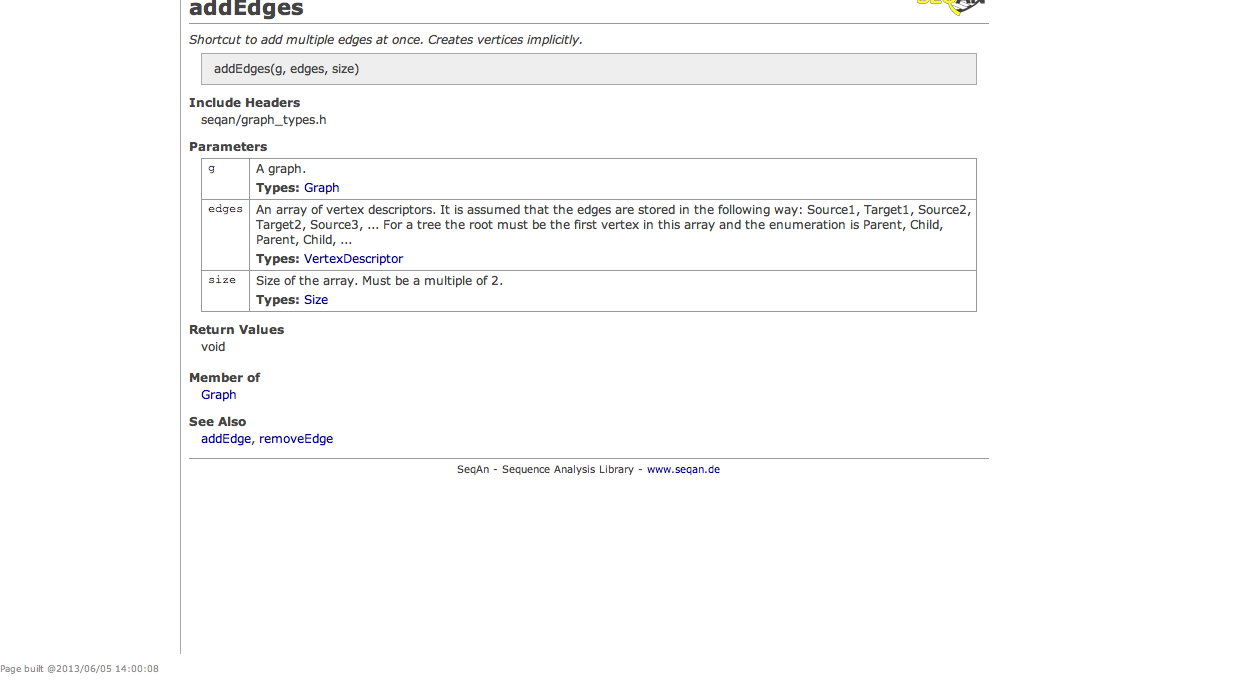 addEdges
Shortcut to add multiple edges at once. Creates vertices implicitly.
addEdges(g, edges, size)
Include Headers
seqan/graph_types.h
Parameters
g
A graph.
Types: Graph
edges
An array of vertex descriptors. It is assumed that the edges are stored in the following way: Source1, Target1, Source2,
Target2, Source3, ... For a tree the root must be the first vertex in this array and the enumeration is Parent, Child,
Parent, Child, ...
Types: VertexDescriptor
size
Size of the array. Must be a multiple of 2.
Types: Size
Return Values
void
Member of
Graph
See Also
addEdge, removeEdge
SeqAn - Sequence Analysis Library - www.seqan.de
Page built @2013/06/05 14:00:08